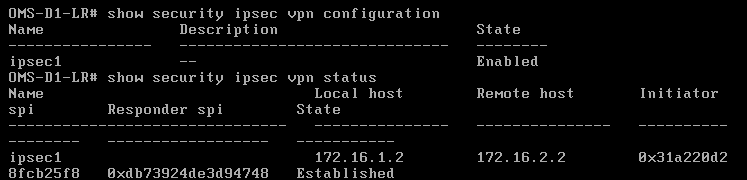 OMS-D1-LR# show security ipsec vpn configuration
Name Description State
--------------- ---------------------------- --------
ipsec1 -- Enabled
OMS-D1-LR# show security ipsec vpn status
Name Local host Remote host Initiator
spi Responder spi State
------------------------------- --------------- --------------- ----------
-------- ------------------ -----------
ipsec1 172.16.1.2 172.16.2.2 0x31a220d2
8fcb25f8 0xdb73924de3d94748 Established